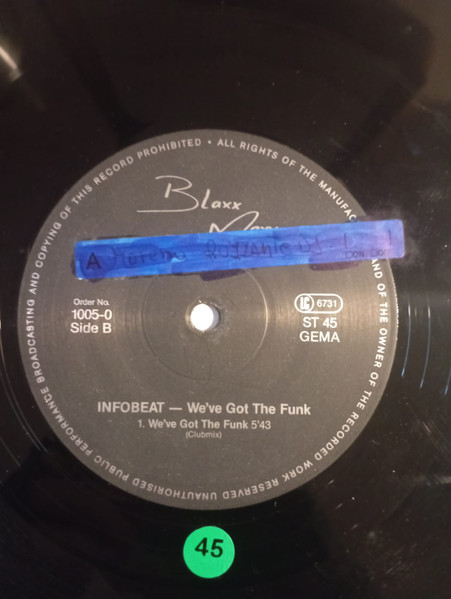 UNAUTHORISED PUBLIC PERFORMANCE BROADCASTING AND COPYING OF THIS RECORD PROHIBITED • ALL RIGHTS OF THE MANUFAC AND OF THE OWNER OF THE RECORDED WORK RESERVED
Blaxx
A
Order No.
1005-0
Side B
LC 6731
ST 45
GEMA
INFOBEAT — We've Got The Funk
1. We've Got The Funk 5'43
(Clubmix)
45